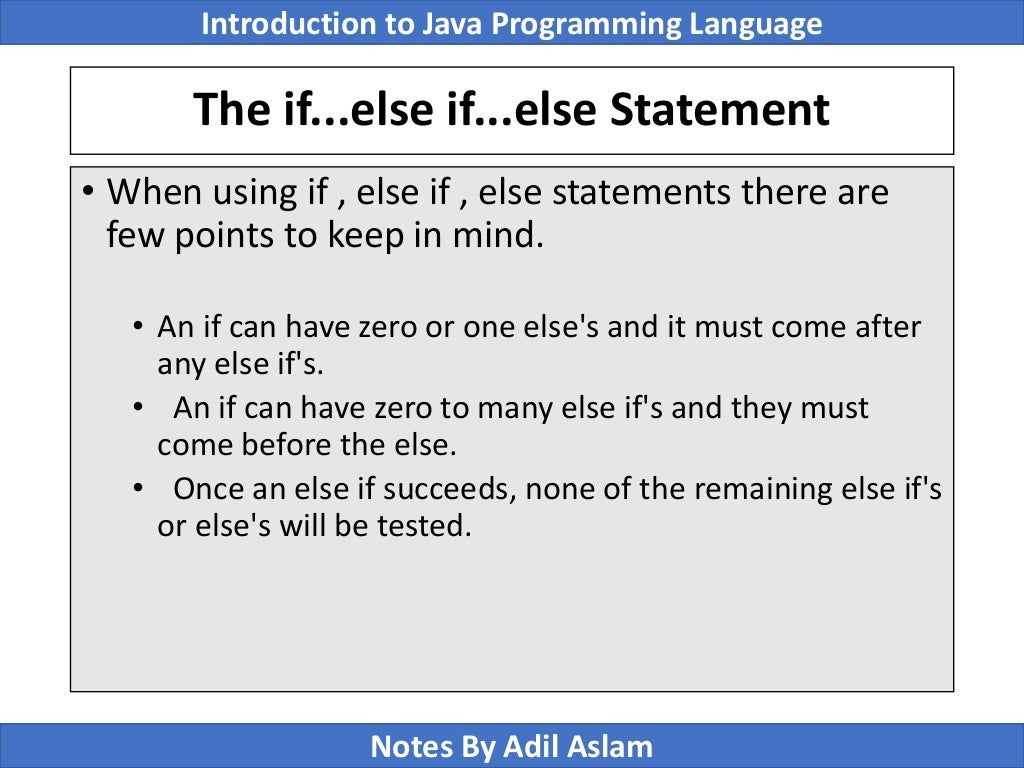 Introduction to Java Programming Language
The if...else if...else Statement
• When using if , else if , else statements there are
few points to keep in mind.
• An if can have zero or one else's and it must come after
any else if's.
• An if can have zero to many else if's and they must
come before the else.
• Once an else if succeeds, none of the remaining else if's
or else's will be tested.
Notes By Adil Aslam